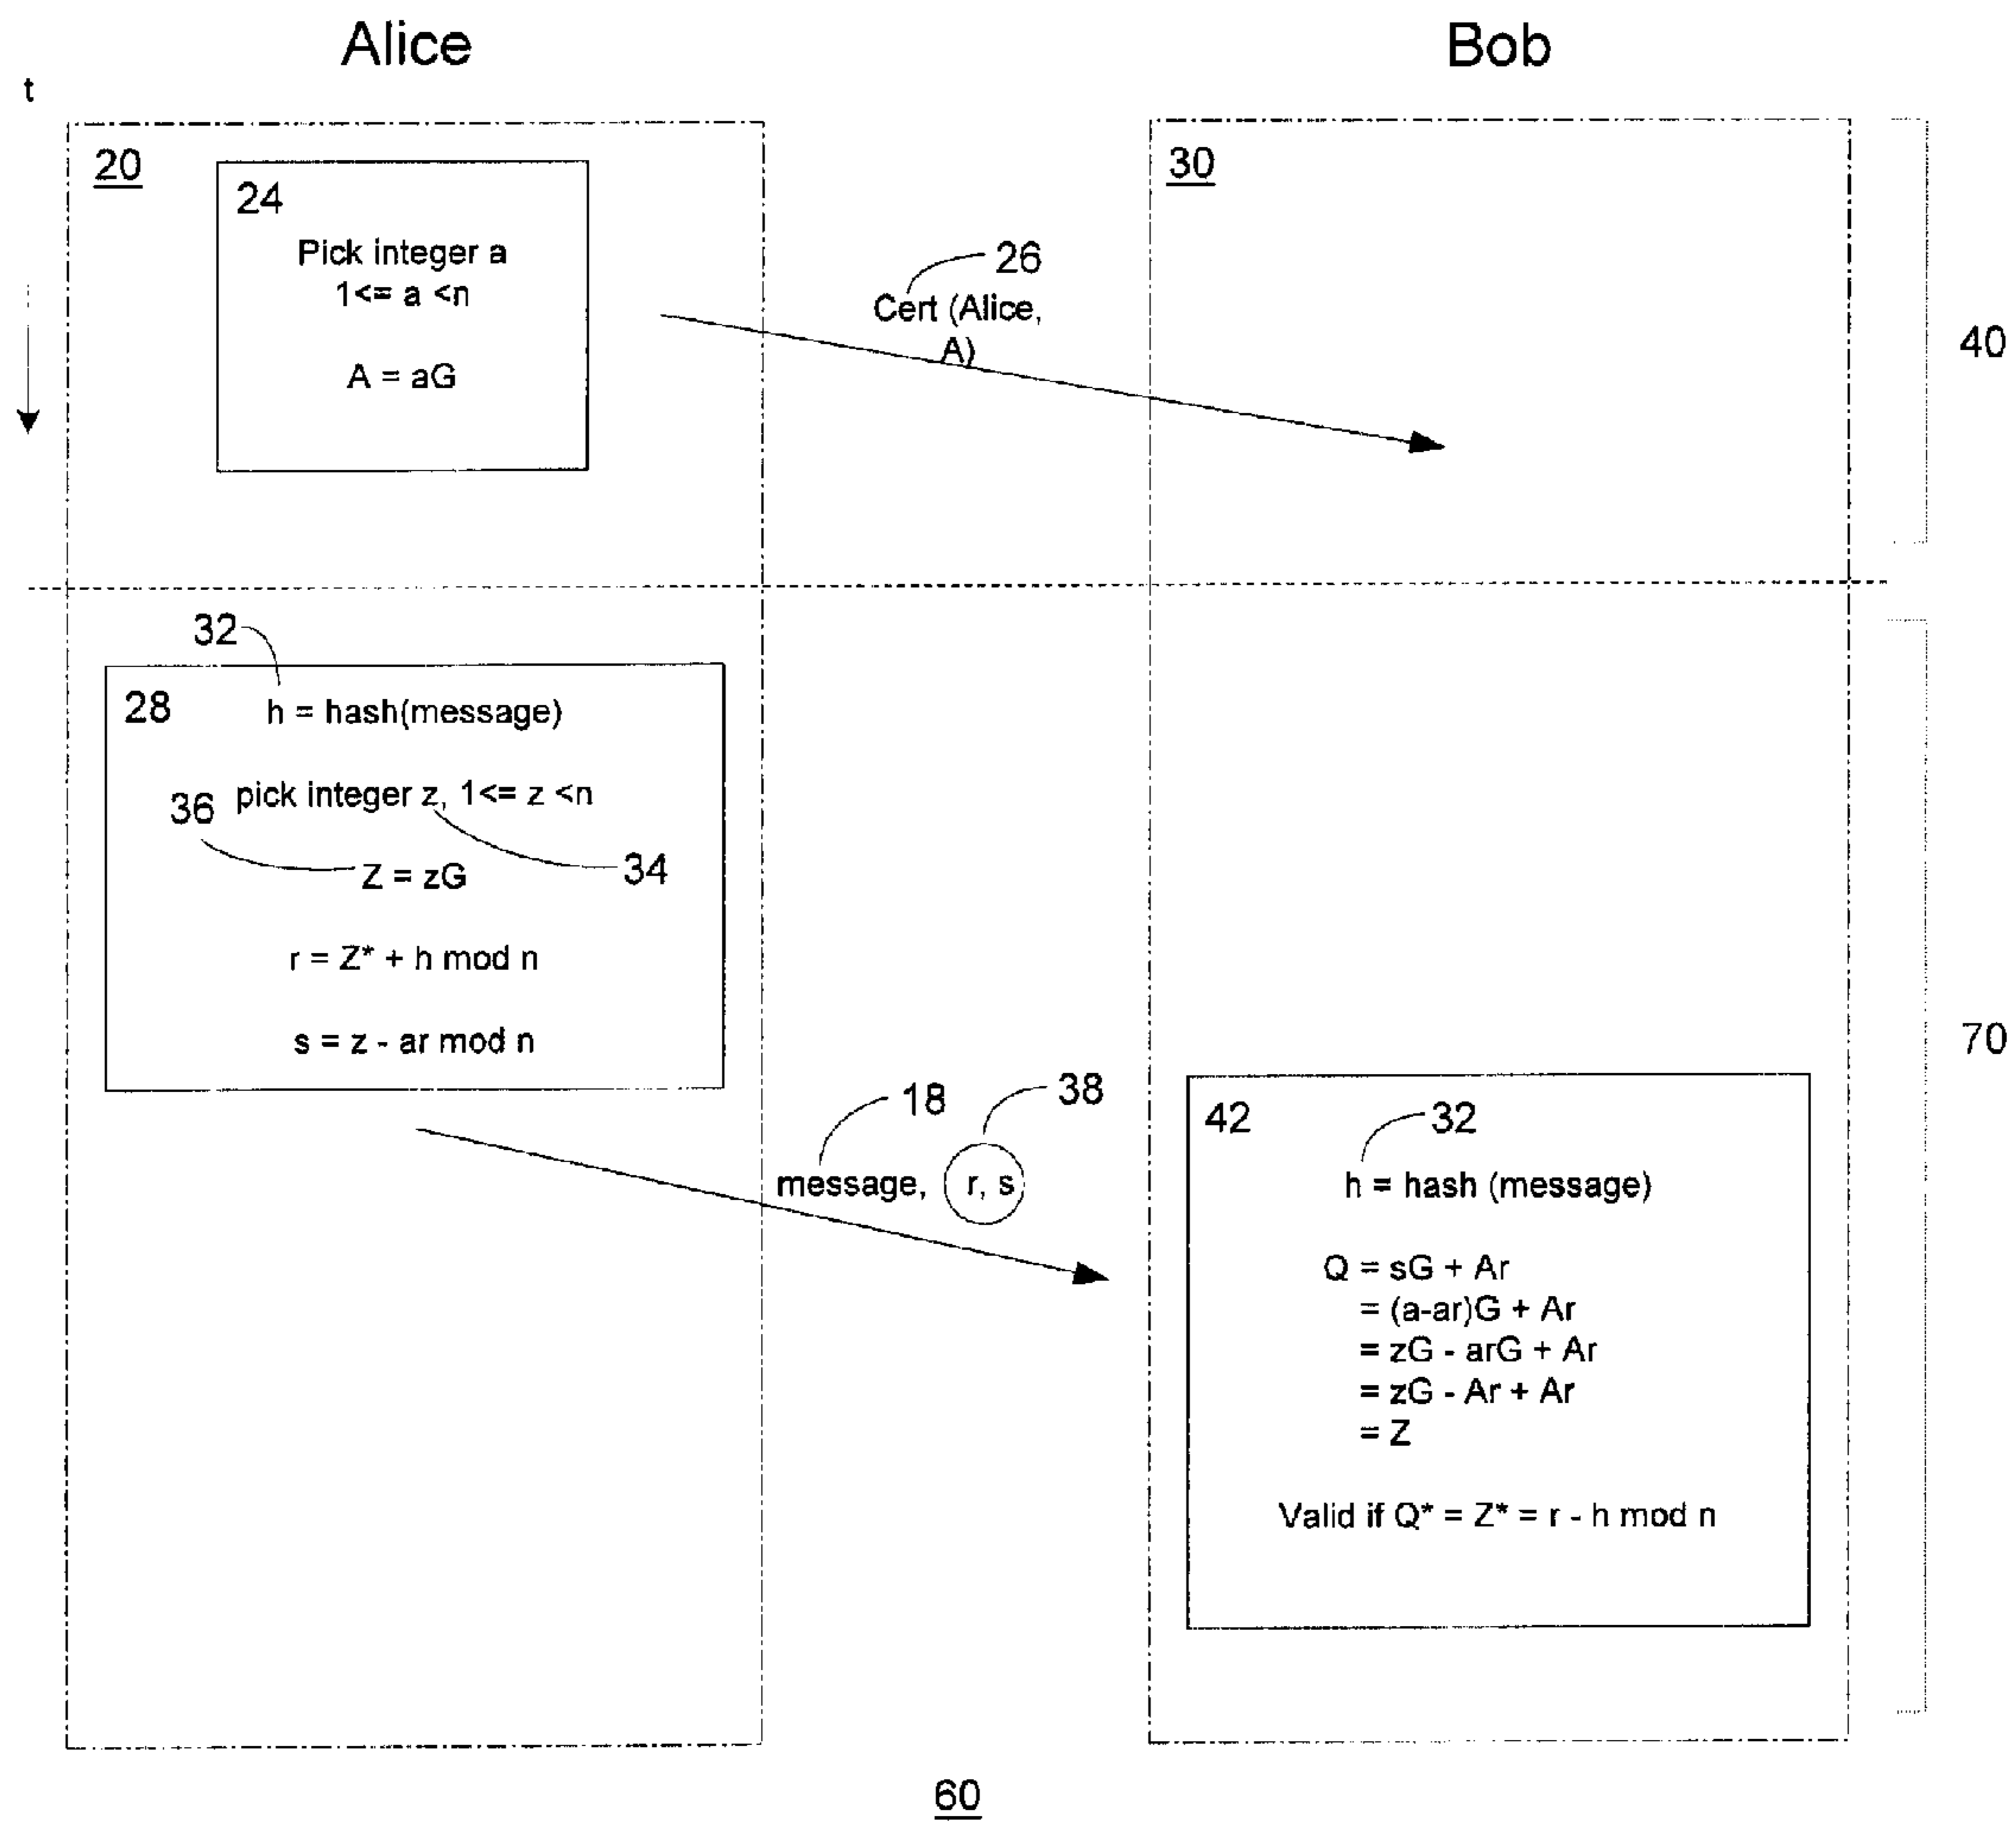 Alice
Bob
t
20
24
Pick integer a
1<= a <n
A = aG
26
Cert (Alice,
A)
30
40
32
28
h = hash(message)
36
pick integer z, 1<= z <n
34
Z = zG
r = Z* + h mod n
s = z - ar mod n
18
38
message, r, s
70
42
32
h = hash (message)
Q = sG + Ar
= (a-ar)G + Ar
= zG - arG + Ar
= zG - Ar + Ar
= Z
Valid if Q* = Z* = r - h mod n
60